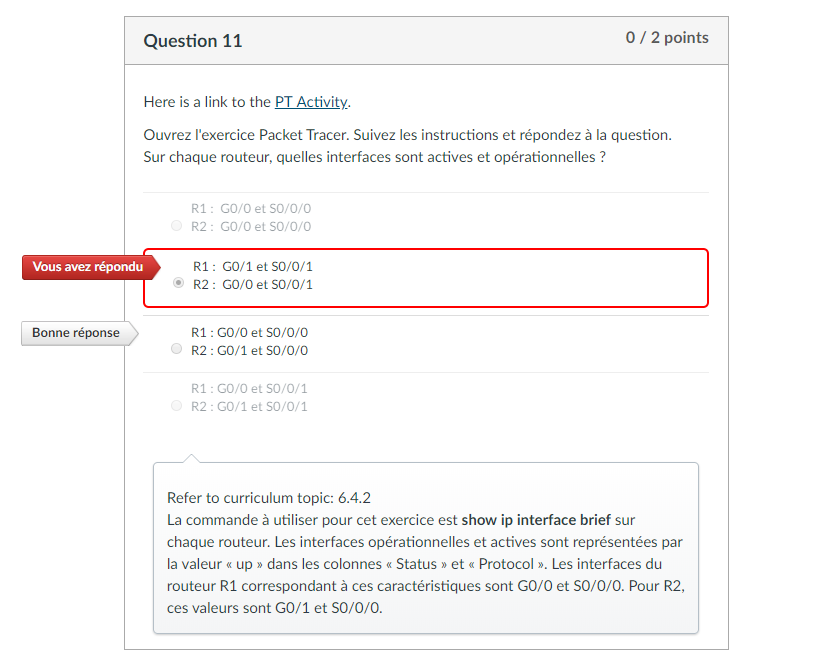 Question 11
0 / 2 points
Here is a link to the PT Activity.
Ouvrez l'exercice Packet Tracer. Suivez les instructions et répondez à la question.
Sur chaque routeur, quelles interfaces sont actives et opérationnelles ?
R1 : G0/0 et S0/0/0
R2 : G0/0 et S0/0/0
Vous avez répondu
R1 : G0/1 et S0/0/1
R2 : G0/0 et S0/0/1
Bonne réponse
R1 : G0/0 et S0/0/0
R2 : G0/1 et S0/0/0
R1 : G0/0 et S0/0/1
R2 : G0/1 et S0/0/1
Refer to curriculum topic: 6.4.2
La commande à utiliser pour cet exercice est show ip interface brief sur
chaque routeur. Les interfaces opérationnelles et actives sont représentées par
la valeur « up » dans les colonnes « Status » et « Protocol ». Les interfaces du
routeur R1 correspondant à ces caractéristiques sont G0/0 et S0/0/0. Pour R2,
ces valeurs sont G0/1 et S0/0/0.